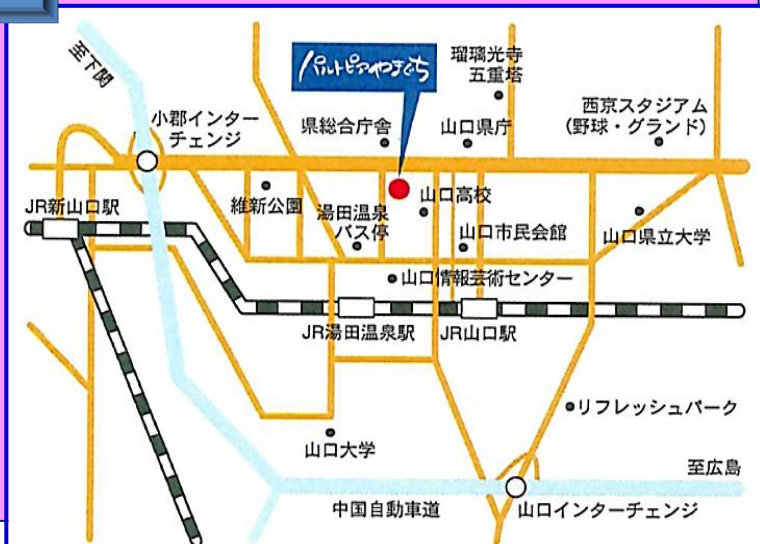 至下関
パルトピアやまぐち
瑠璃光寺
五重塔
小郡インター
チェンジ
県総合庁舎
山口県庁
西京スタジアム
(野球・グランド)
JR新山口駅
維新公園
湯田温泉
バス停
山口高校
山口市民会館
山口県立大学
山口情報芸術センター
JR湯田温泉駅
JR山口駅
リフレッシュパーク
山口大学
至広島
中国自動車道
山口インターチェンジ